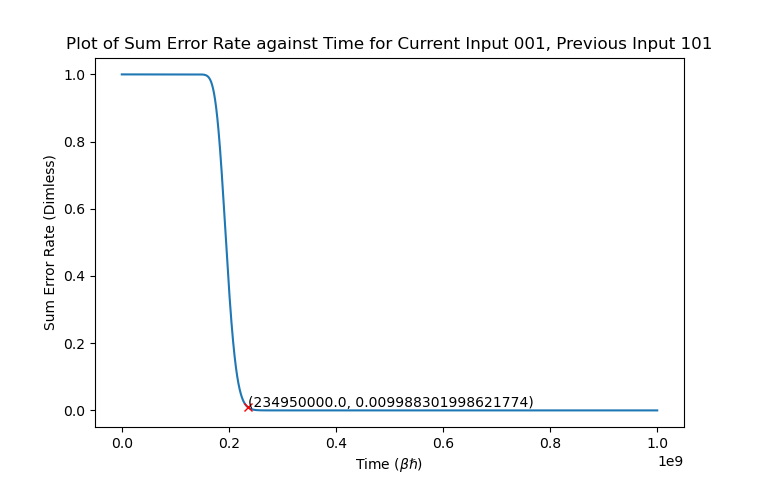 Plot of Sum Error Rate against Time for Current Input 001, Previous Input 101
1.0
0.8
0.6
0.4
0.2
0.0
Sum Error Rate (Dimless)
(234950000.0, 0.009988301998621774)
0.0 0.2 0.4 0.6 0.8 1.0
1e9
Time (βħ)